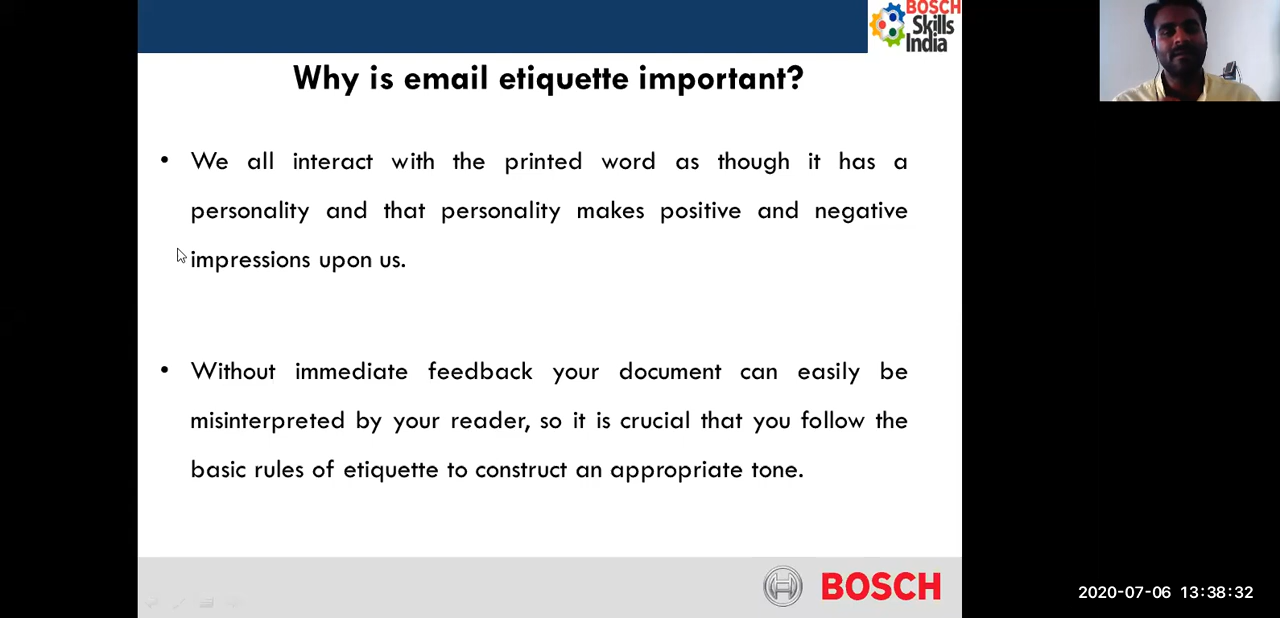 BOSCH
Skills
India
Why is email etiquette important?
• We all interact with the printed word as though it has a
personality and that personality makes positive and negative
impressions upon us.
• Without immediate feedback your document can easily be
misinterpreted by your reader, so it is crucial that you follow the
basic rules of etiquette to construct an appropriate tone.
BOSCH
2020-07-06 13:38:32